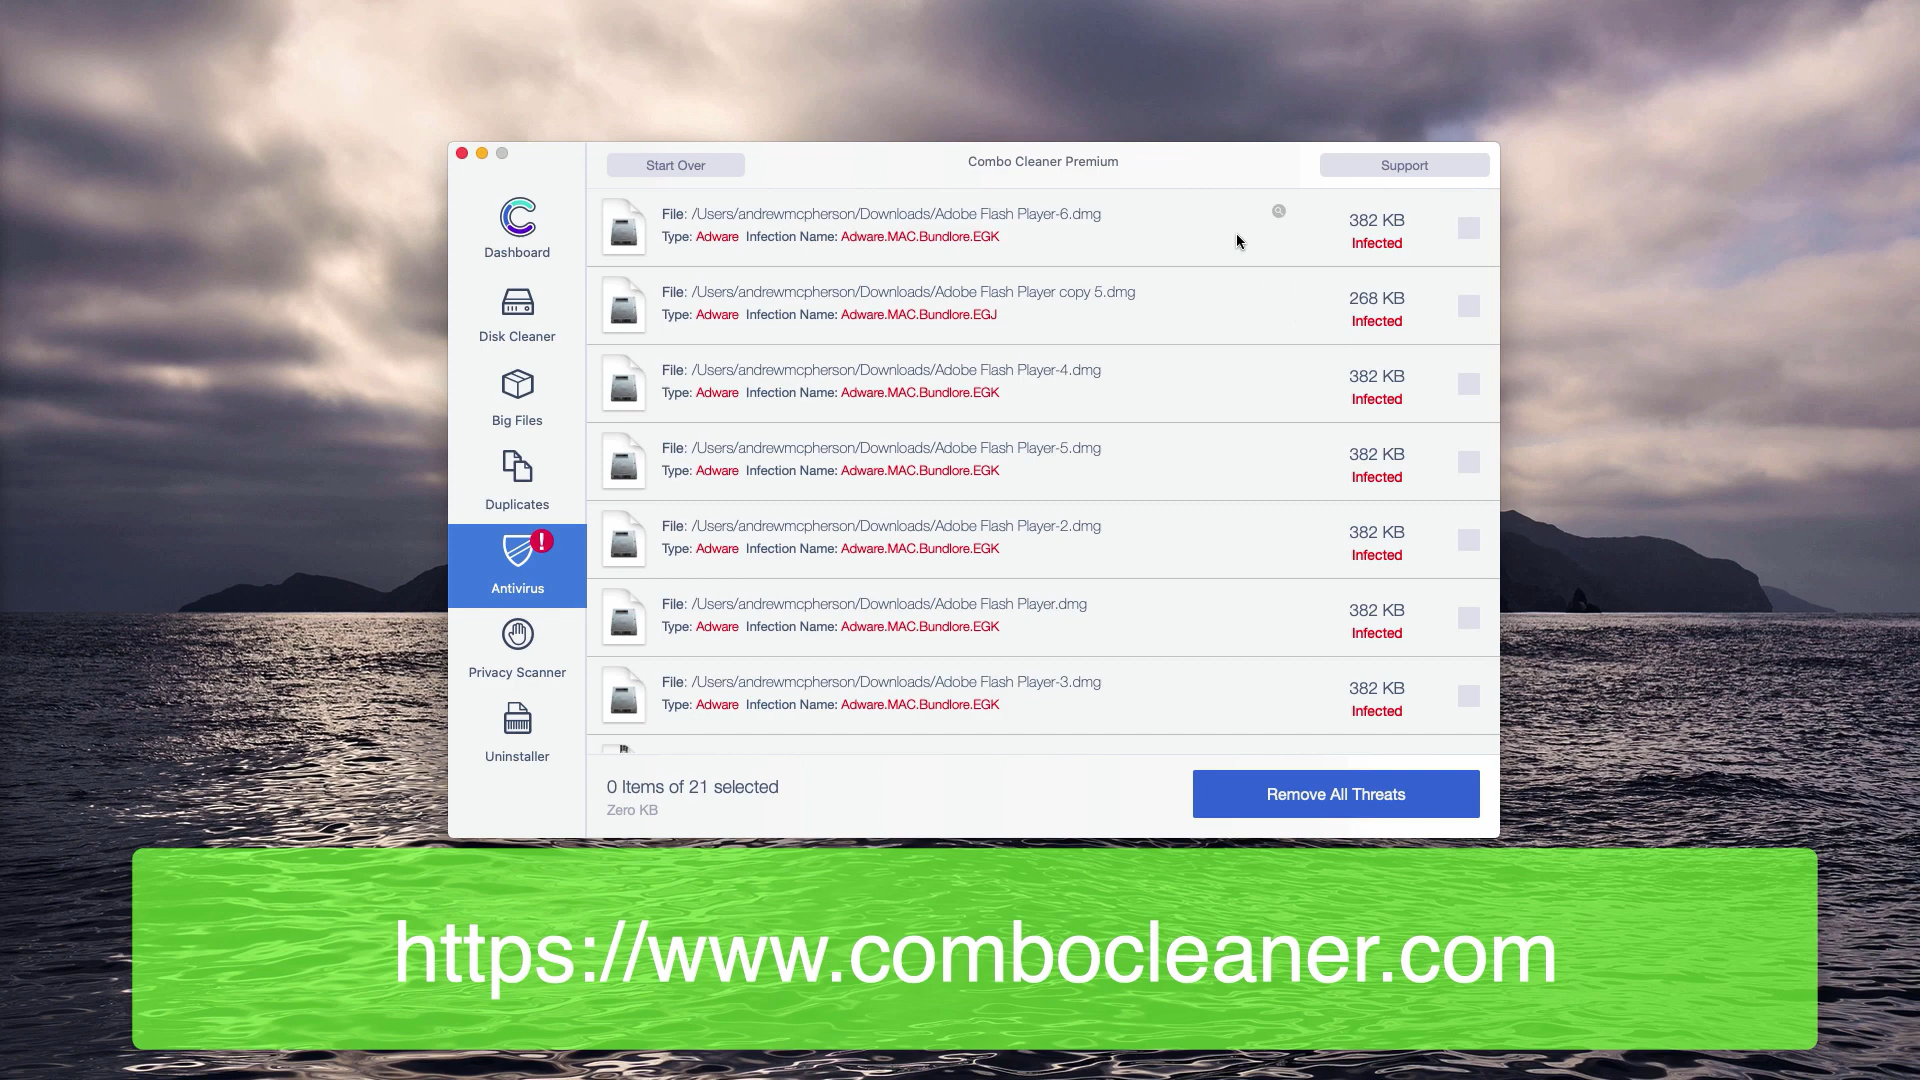 Start Over
Combo Cleaner Premium
Support
Dashboard
Disk Cleaner
Big Files
Duplicates
Antivirus
Privacy Scanner
Uninstaller
File: /Users/andrewmcpherson/Downloads/Adobe Flash Player-6.dmg
Type: Adware Infection Name: Adware.MAC.Bundlore.EGK
382 KB
Infected
File: /Users/andrewmcpherson/Downloads/Adobe Flash Player copy 5.dmg
Type: Adware Infection Name: Adware.MAC.Bundlore.EGJ
268 KB
Infected
File: /Users/andrewmcpherson/Downloads/Adobe Flash Player-4.dmg
Type: Adware Infection Name: Adware.MAC.Bundlore.EGK
382 KB
Infected
File: /Users/andrewmcpherson/Downloads/Adobe Flash Player-5.dmg
Type: Adware Infection Name: Adware.MAC.Bundlore.EGK
382 KB
Infected
File: /Users/andrewmcpherson/Downloads/Adobe Flash Player-2.dmg
Type: Adware Infection Name: Adware.MAC.Bundlore.EGK
382 KB
Infected
File: /Users/andrewmcpherson/Downloads/Adobe Flash Player.dmg
Type: Adware Infection Name: Adware.MAC.Bundlore.EGK
382 KB
Infected
File: /Users/andrewmcpherson/Downloads/Adobe Flash Player-3.dmg
Type: Adware Infection Name: Adware.MAC.Bundlore.EGK
382 KB
Infected
0 Items of 21 selected
Zero KB
Remove All Threats
https://www.combocleaner.com